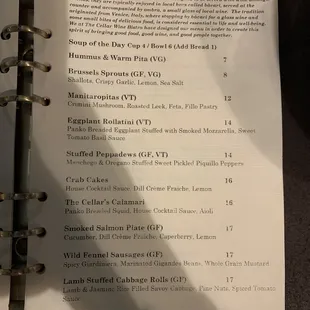 way are typically referred to local bars called bacari, served at the
counter and accompanied by ombra, a small glass of local wine. The tradition
originated from Venice, Italy, where stopping by a bacari for a glass wine and
some small bites of delicious food, is considered essential to life and well-being.
We at The Cellar Wine Bistro have designed our menu in order to create this
spirit of bringing good food, good wine, and good people together.
Soup of the Day Cup 4 / Bowl 6 (Add Bread 1)
Hummus & Warm Pita (VG) 7
Brussels Sprouts (GF, VG) 8
Shallots, Crispy Garlic, Lemon, Sea Salt
Manitaropitas (VT) 12
Cremini Mushroom, Roasted Leek, Feta, Fillo Pastry
Eggplant Rollatini (VT) 14
Panko Breaded Eggplant Stuffed with Smoked Mozzarella, Sweet
Tomato Basil Sauce
Stuffed Peppadews (GF, VT) 14
Manchego & Oregano Stuffed Sweet Pickled Piquillo Peppers
Crab Cakes 16
House Cocktail Sauce, Dill Crème Fraiche, Lemon
The Cellar's Calamari 16
Panko Breaded Squid, House Cocktail Sauce, Aioli
Smoked Salmon Plate (GF) 17
Cucumber, Dill Crème Fraiche, Caperberry, Lemon
Wild Fennel Sausages (GF) 17
Spicy Giardiniera, Marinated Gigandes Beans, Whole Grain Mustard
Lamb Stuffed Cabbage Rolls (GF) 17
Lamb & Jasmine Rice Filled Savoy Cabbage, Pine Nuts, Spiced Tomato
Sauce